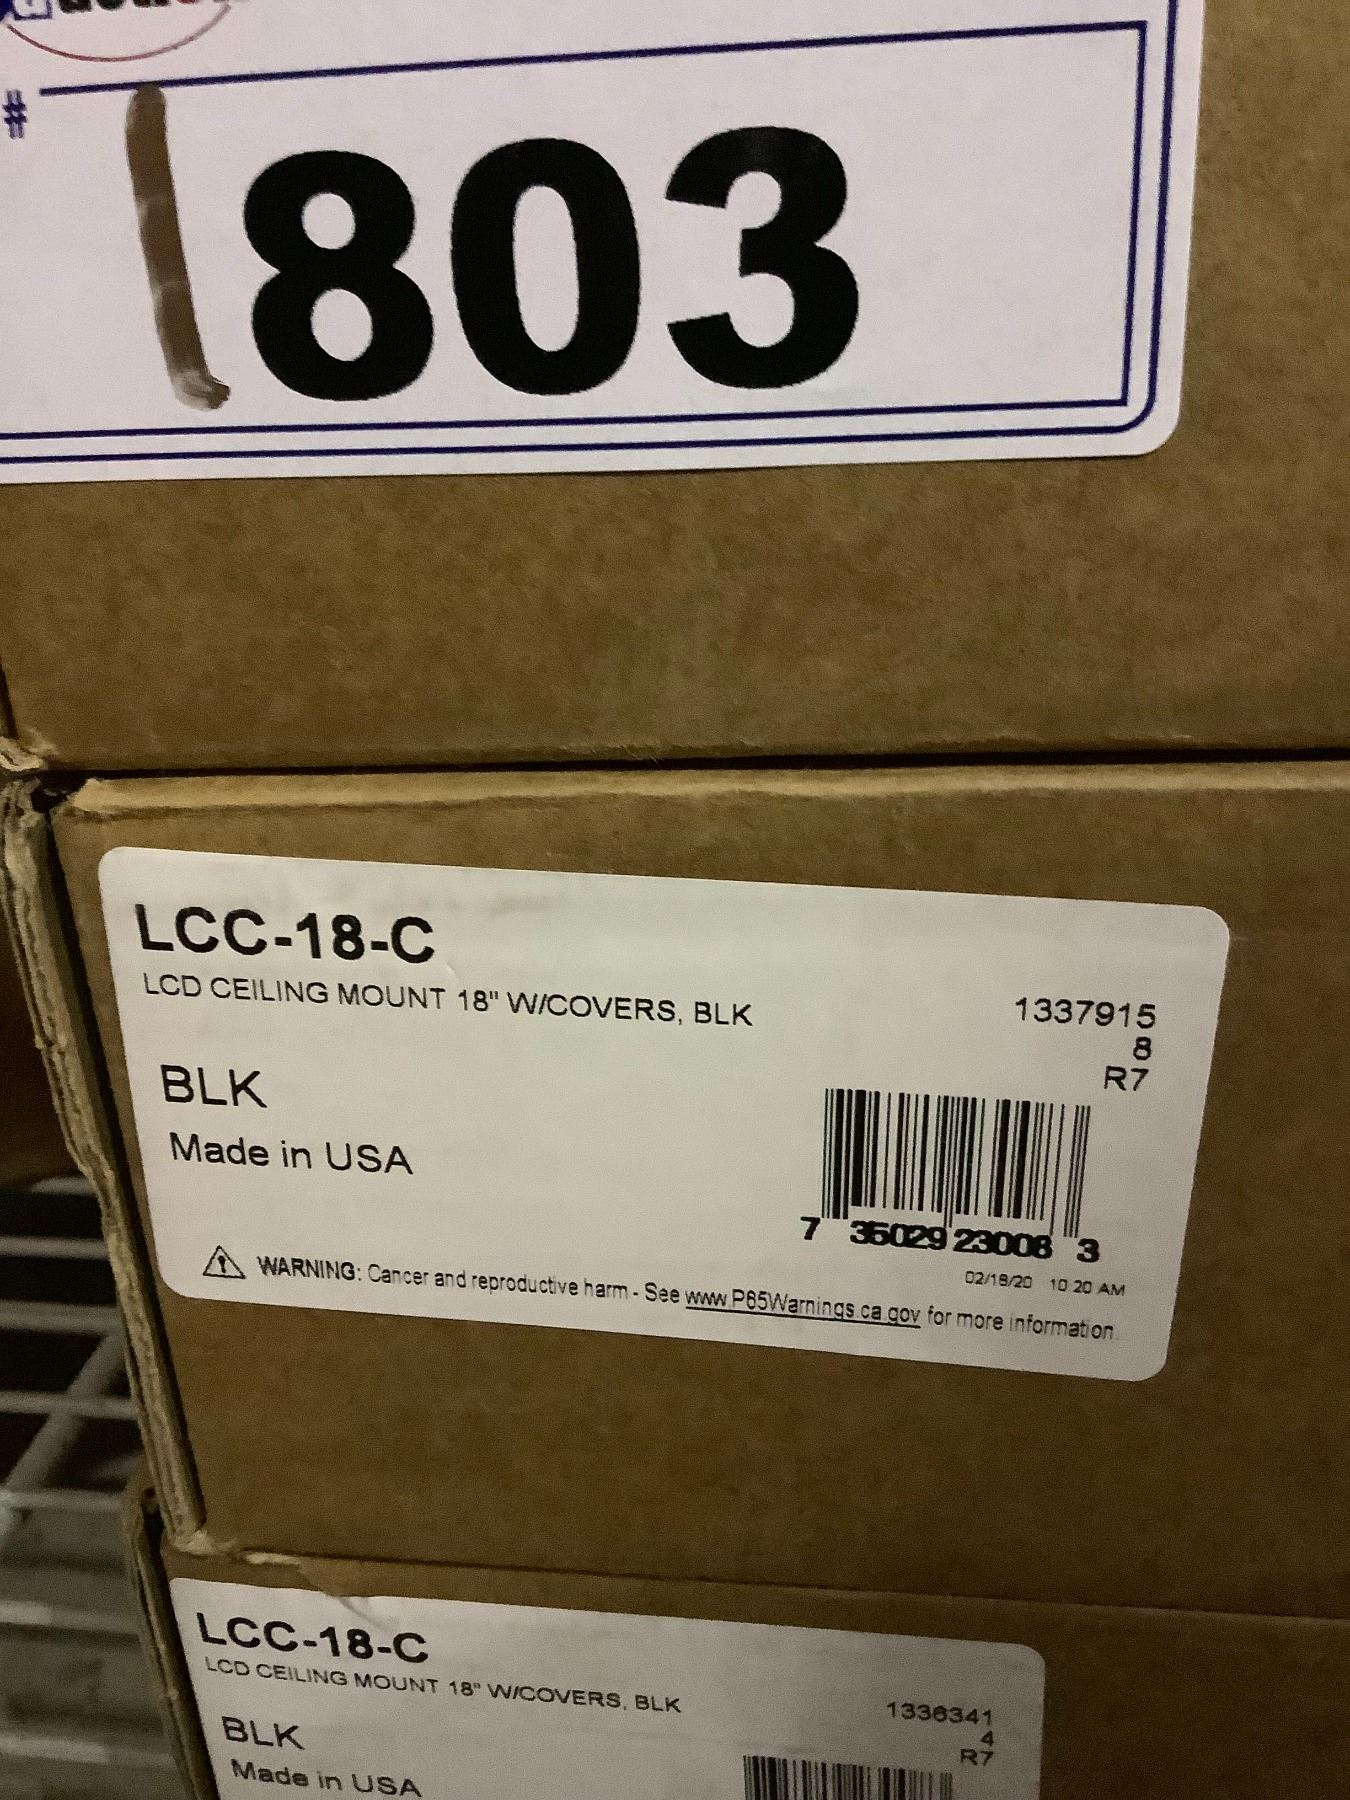 #
1803
LCC-18-C
LCD CEILING MOUNT 18" W/COVERS, BLK
1337915
8
R7
BLK
Made in USA
7 35029 23008 3
02/18/20 10 20 AM
WARNING: Cancer and reproductive harm - See www.P65Warnings.ca.gov for more information.
LCC-18-C
LCD CEILING MOUNT 18" W/COVERS, BLK
1336341
4
R7
BLK
Made in USA